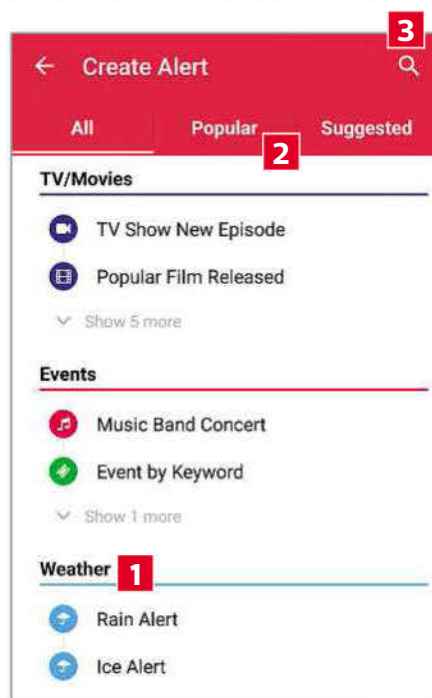 3
Create Alert
All Popular Suggested
2
TV/Movies
TV Show New Episode
Popular Film Released
Show 5 more
Events
Music Band Concert
Event by Keyword
Show 1 more
Weather 1
Rain Alert
Ice Alert